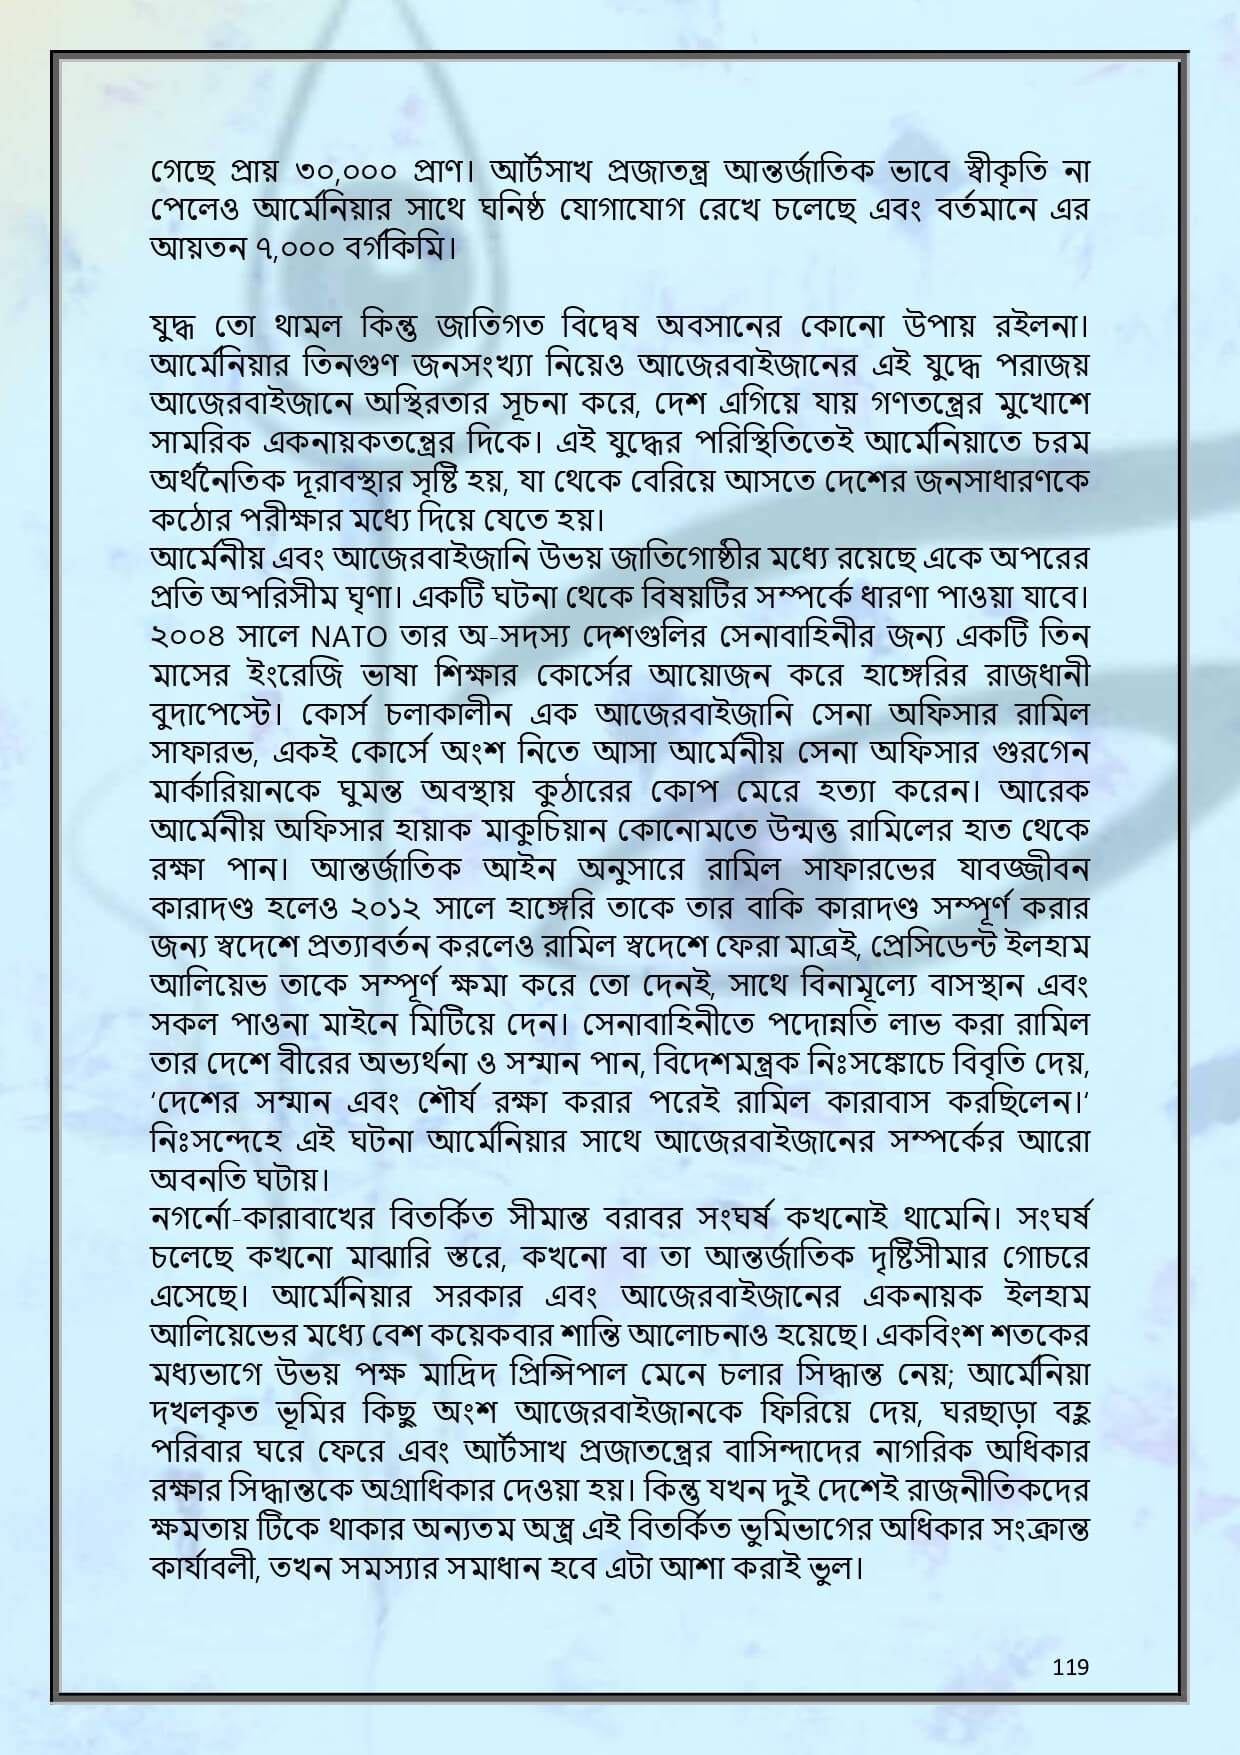 গেছে প্রায় ৩০,০০০ প্রাণ। আর্টসাখ প্রজাতন্ত্র আন্তর্জাতিক ভাবে স্বীকৃতি না
পেলেও আর্মেনিয়ার সাথে ঘনিষ্ঠ যোগাযোগ রেখে চলেছে এবং বর্তমানে এর
আয়তন ৭,০০০ বর্গকিমি।
যুদ্ধ তো থামল কিন্তু জাতিগত বিদ্বেষ অবসানের কোনো উপায় রইলনা।
আর্মেনিয়ার তিনগুণ জনসংখ্যা নিয়েও আজেরবাইজানের এই যুদ্ধে পরাজয়
আজেরবাইজানে অস্থিরতার সূচনা করে, দেশ এগিয়ে যায় গণতন্ত্রের মুখোশে
সামরিক একনায়কতন্ত্রের দিকে। এই যুদ্ধের পরিস্থিতিতেই আর্মেনিয়াতে চরম
অর্থনৈতিক দূরাবস্থার সৃষ্টি হয়, যা থেকে বেরিয়ে আসতে দেশের জনসাধারণকে
কঠোর পরীক্ষার মধ্যে দিয়ে যেতে হয়।
আর্মেনীয় এবং আজেরবাইজানি উভয় জাতিগোষ্ঠীর মধ্যে রয়েছে একে অপরের
প্রতি অপরিসীম ঘৃণা। একটি ঘটনা থেকে বিষয়টির সম্পর্কে ধারণা পাওয়া যাবে।
২০০৪ সালে NATO তার অ-সদস্য দেশগুলির সেনাবাহিনীর জন্য একটি তিন
মাসের ইংরেজি ভাষা শিক্ষার কোর্সের আয়োজন করে হাঙ্গেরির রাজধানী
বুদাপেস্টে। কোর্স চলাকালীন এক আজেরবাইজানি সেনা অফিসার রামিল
সাফারভ, একই কোর্সে অংশ নিতে আসা আর্মেনীয় সেনা অফিসার গুরগেন
মার্কারিয়ানকে ঘুমন্ত অবস্থায় কুঠারের কোপ মেরে হত্যা করেন। আরেক
আর্মেনীয় অফিসার হায়াক মাকুচিয়ান কোনোমতে উন্মত্ত রামিলের হাত থেকে
রক্ষা পান। আন্তর্জাতিক আইন অনুসারে রামিল সাফারভের যাবজ্জীবন
কারাদণ্ড হলেও ২০১২ সালে হাঙ্গেরি তাকে তার বাকি কারাদণ্ড সম্পূর্ণ করার
জন্য স্বদেশে প্রত্যাবর্তন করলেও রামিল স্বদেশে ফেরা মাত্রই, প্রেসিডেন্ট ইলহাম
আলিয়েভ তাকে সম্পূর্ণ ক্ষমা করে তো দেনই, সাথে বিনামূল্যে বাসস্থান এবং
সকল পাওনা মাইনে মিটিয়ে দেন। সেনাবাহিনীতে পদোন্নতি লাভ করা রামিল
তার দেশে বীরের অভ্যর্থনা ও সম্মান পান, বিদেশমন্ত্রক নিঃসঙ্কোচে বিবৃতি দেয়,
‘দেশের সম্মান এবং শৌর্য রক্ষা করার পরেই রামিল কারাবাস করছিলেন।‘
নিঃসন্দেহে এই ঘটনা আর্মেনিয়ার সাথে আজেরবাইজানের সম্পর্কের আরো
অবনতি ঘটায়।
নগর্নো-কারাবাখের বিতর্কিত সীমান্ত বরাবর সংঘর্ষ কখনোই থামেনি। সংঘর্ষ
চলেছে কখনো মাঝারি স্তরে, কখনো বা তা আন্তর্জাতিক দৃষ্টিসীমার গোচরে
এসেছে। আর্মেনিয়ার সরকার এবং আজেরবাইজানের একনায়ক ইলহাম
আলিয়েভের মধ্যে বেশ কয়েকবার শান্তি আলোচনাও হয়েছে। একবিংশ শতকের
মধ্যভাগে উভয় পক্ষ মাদ্রিদ প্রিন্সিপাল মেনে চলার সিদ্ধান্ত নেয়; আর্মেনিয়া
দখলকৃত ভূমির কিছু অংশ আজেরবাইজানকে ফিরিয়ে দেয়, ঘরছাড়া বহু
পরিবার ঘরে ফেরে এবং আর্টসাখ প্রজাতন্ত্রের বাসিন্দাদের নাগরিক অধিকার
রক্ষার সিদ্ধান্তকে অগ্রাধিকার দেওয়া হয়। কিন্তু যখন দুই দেশেই রাজনীতিকদের
ক্ষমতায় টিকে থাকার অন্যতম অস্ত্র এই বিতর্কিত ভুমিভাগের অধিকার সংক্রান্ত
কার্যাবলী, তখন সমস্যার সমাধান হবে এটা আশা করাই ভুল।
119